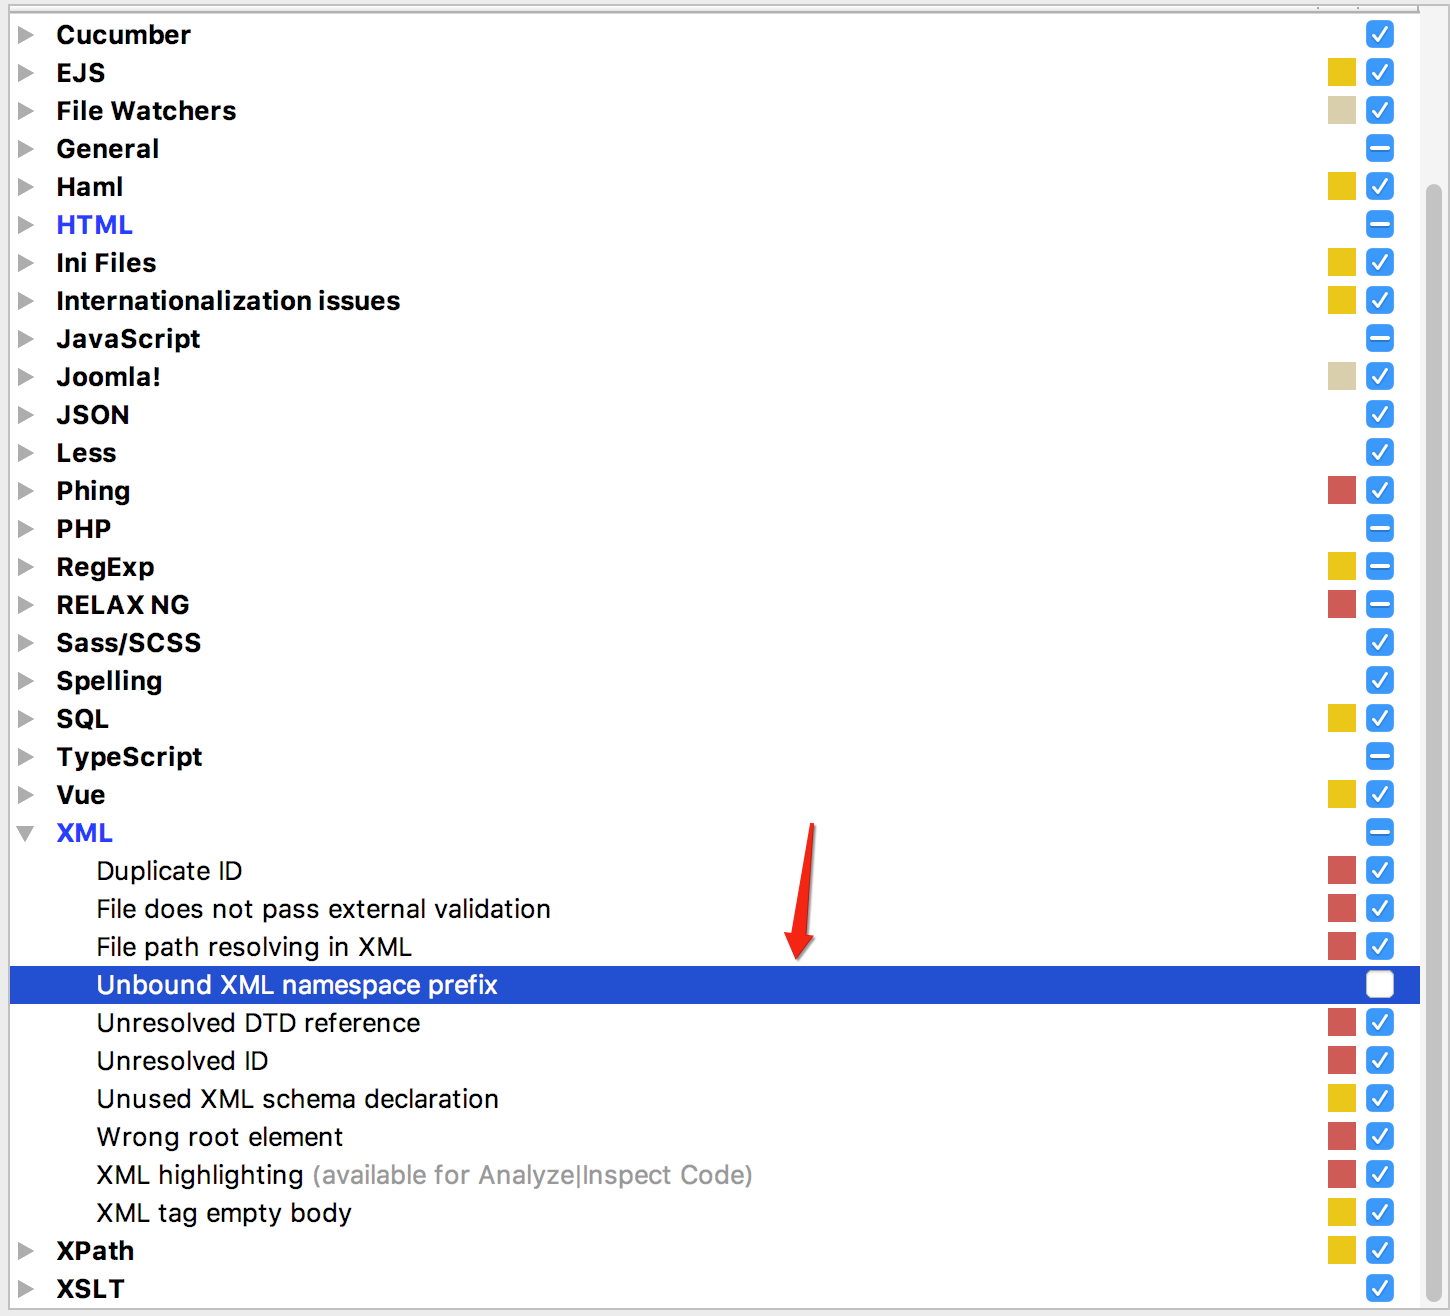 Cucumber
EJS
File Watchers
General
Haml
HTML
Ini Files
Internationalization issues
JavaScript
Joomla!
JSON
Less
Phing
PHP
RegExp
RELAX NG
Sass/SCSS
Spelling
SQL
TypeScript
Vue
XML
Duplicate ID
File does not pass external validation
File path resolving in XML
Unbound XML namespace prefix
Unresolved DTD reference
Unresolved ID
Unused XML schema declaration
Wrong root element
XML highlighting (available for Analyze|Inspect Code)
XML tag empty body
XPath
XSLT